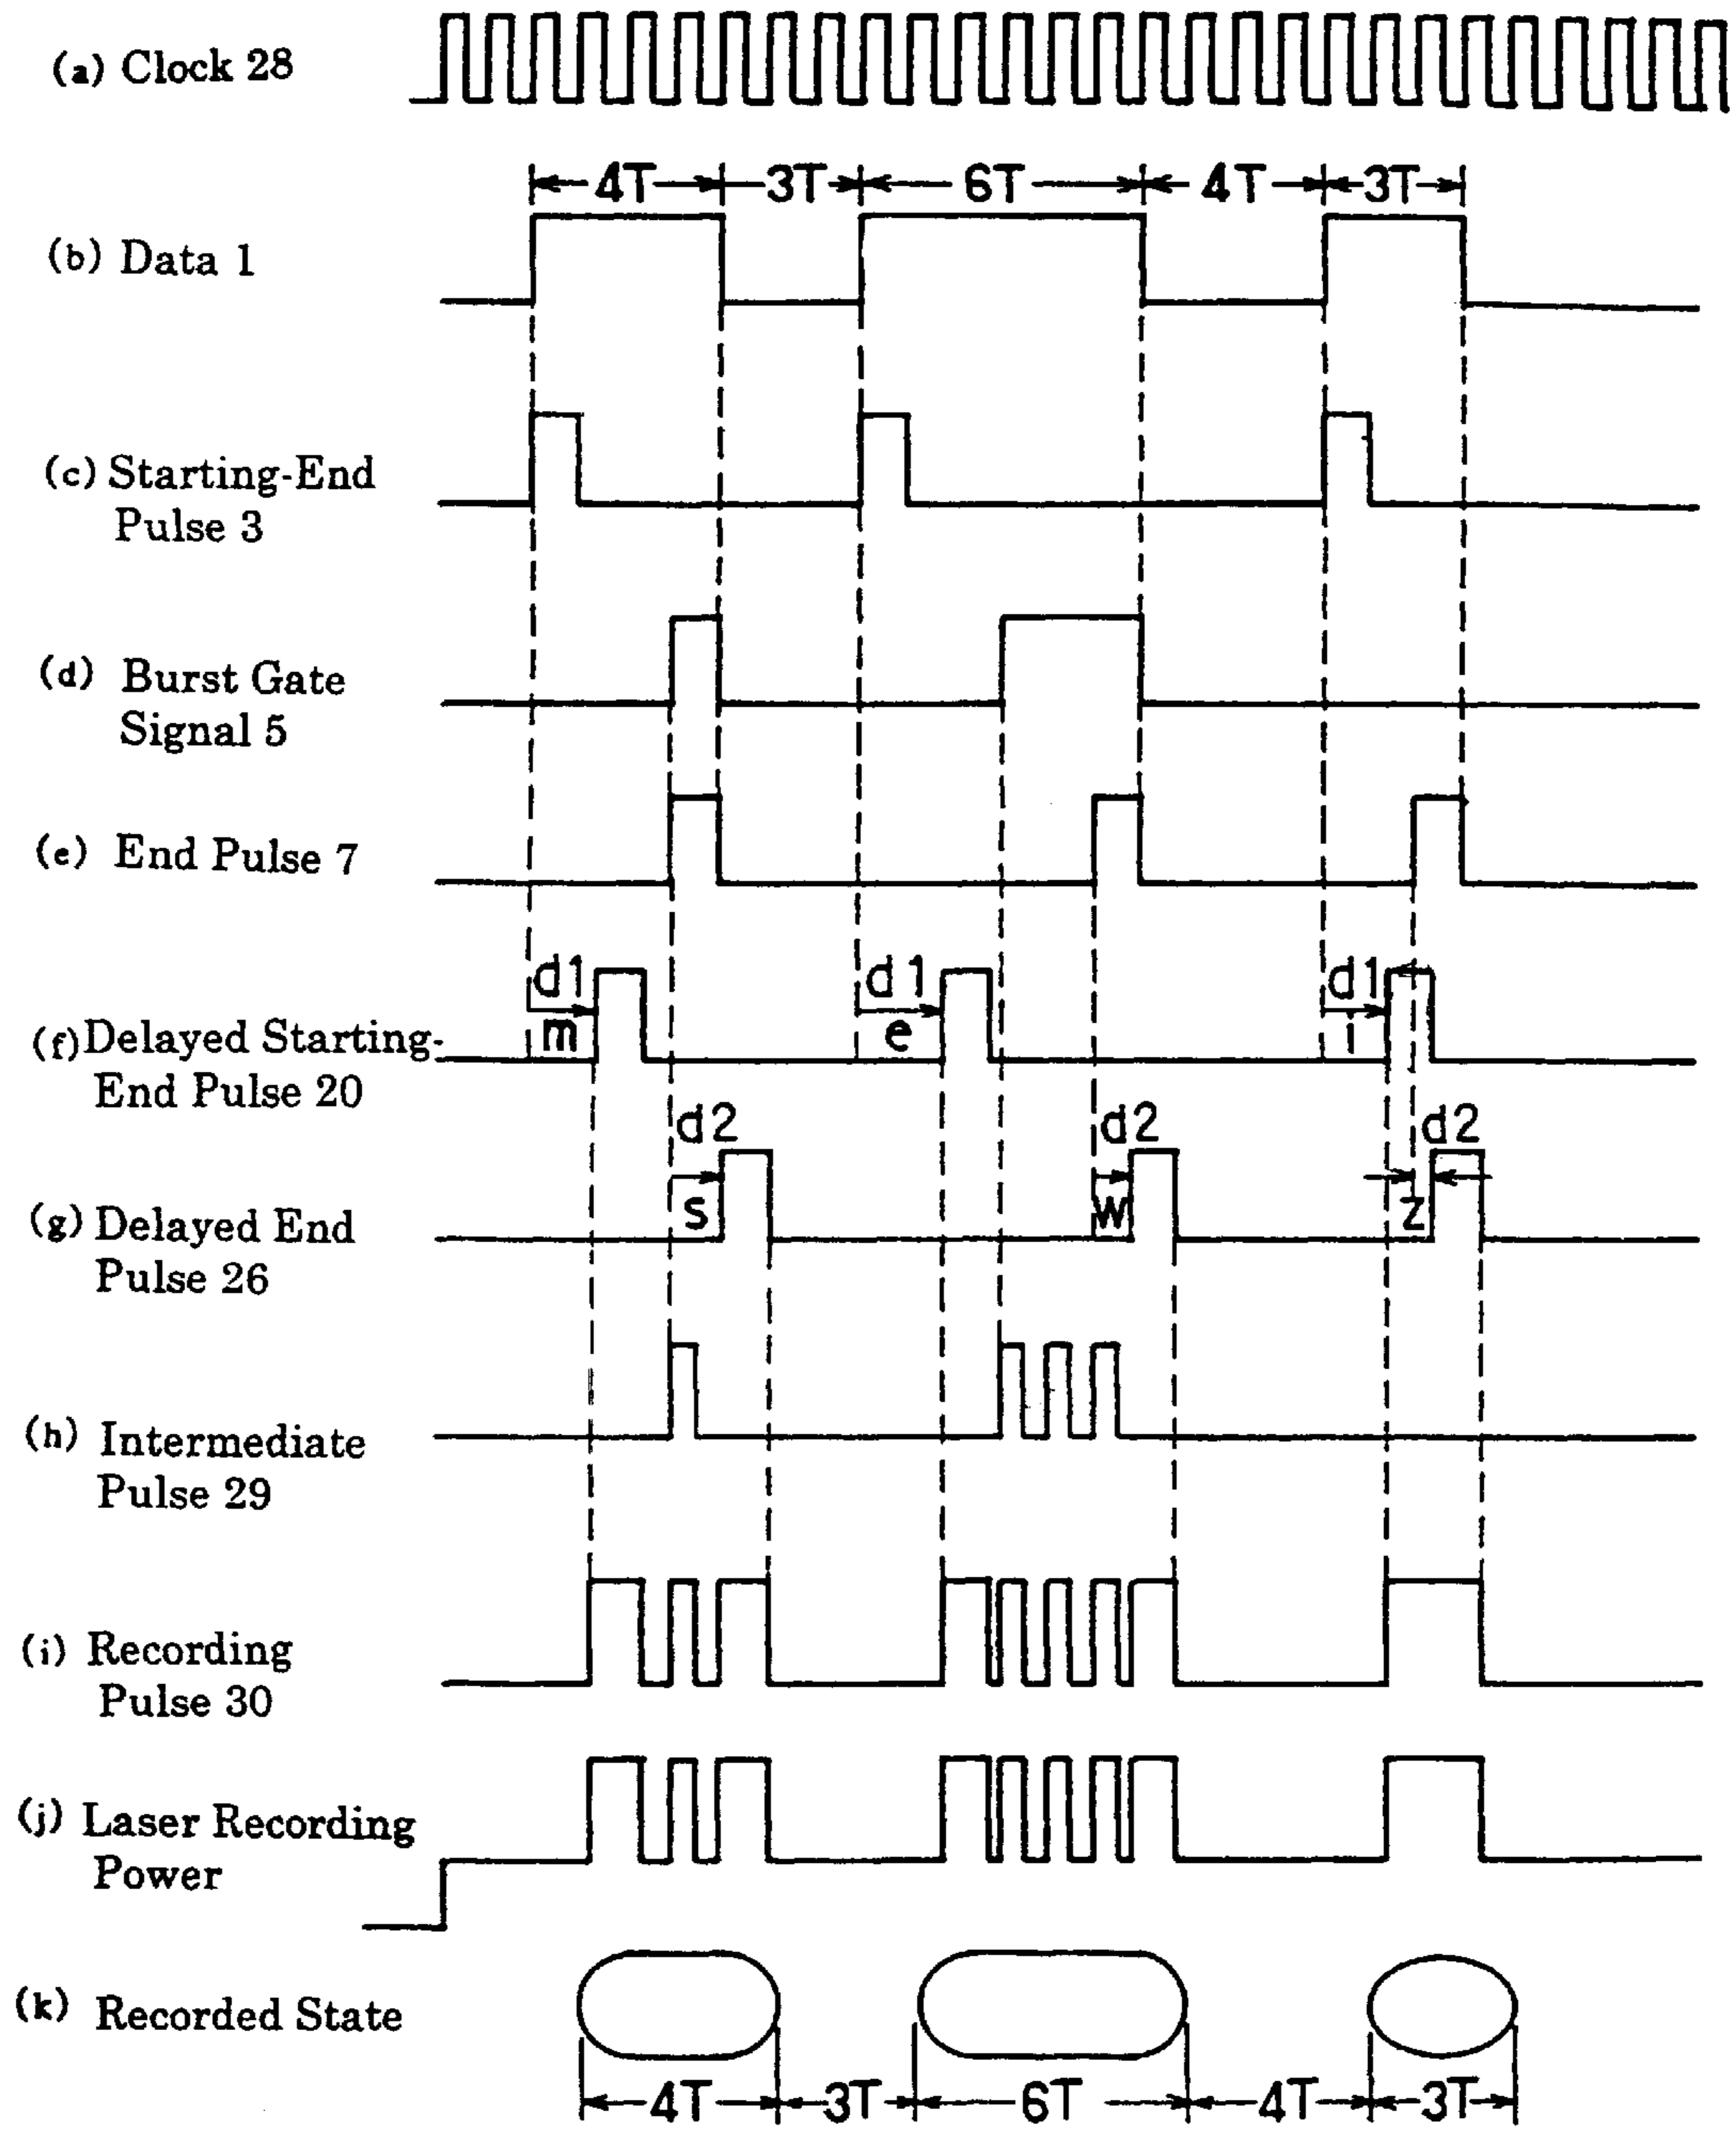 (a) Clock 28
4T 3T 6T 4T 3T
(b) Data 1
(c) Starting-End
Pulse 3
(d) Burst Gate
Signal 5
(e) End Pulse 7
d1 d1 d1
m e i
(f) Delayed Starting-
End Pulse 20
d2 d2 d2
s w z
(g) Delayed End
Pulse 26
(h) Intermediate
Pulse 29
(i) Recording
Pulse 30
(j) Laser Recording
Power
(k) Recorded State
4T 3T 6T 4T 3T